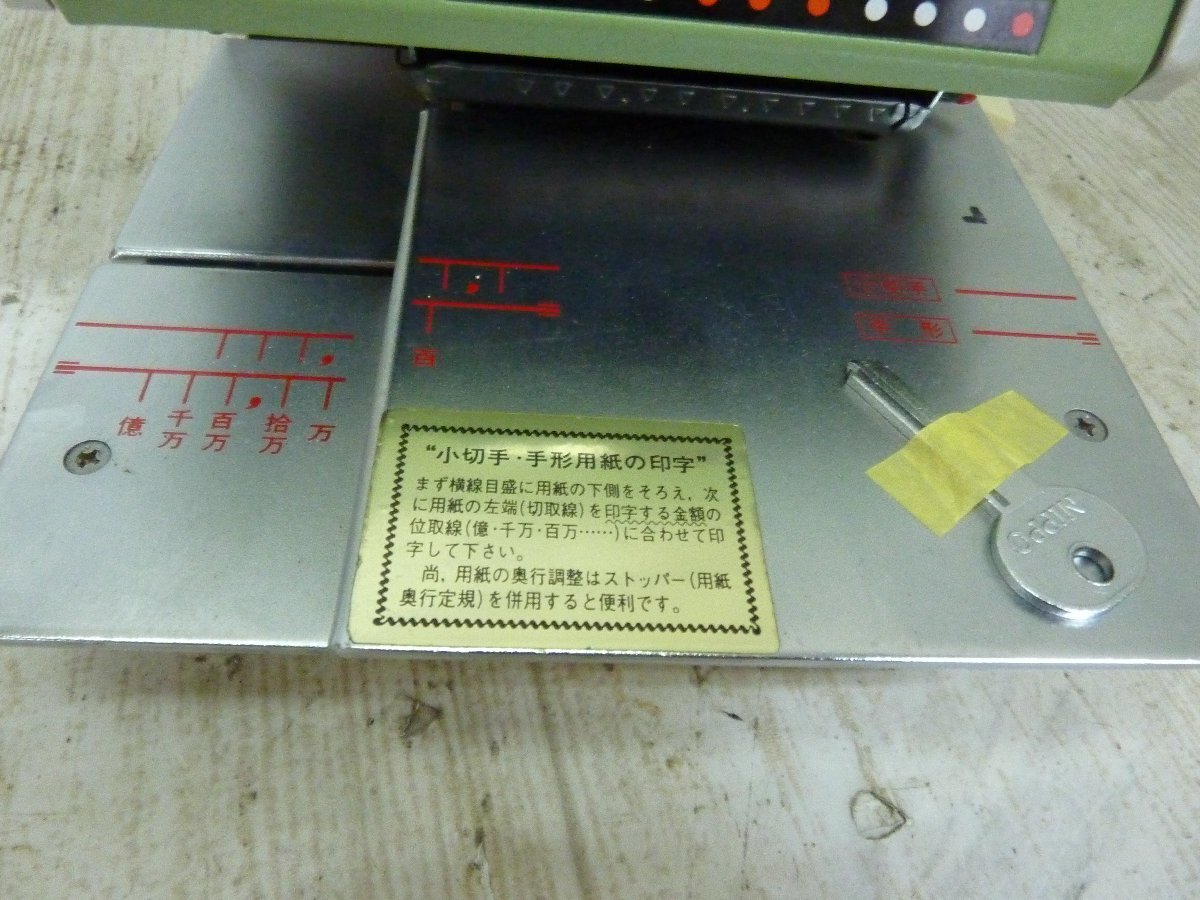 百
億 千万 百万 , 拾万 万
"小切手・手形用紙の印字"
まず横線目盛に用紙の下側をそろえ, 次
に用紙の左端(切取線)を印字する金額の
位取線(億・千万・百万……)に合わせて印
字して下さい。
尚, 用紙の奥行調整はストッパー(用紙
奥行定規)を併用すると便利です。
NIPPO